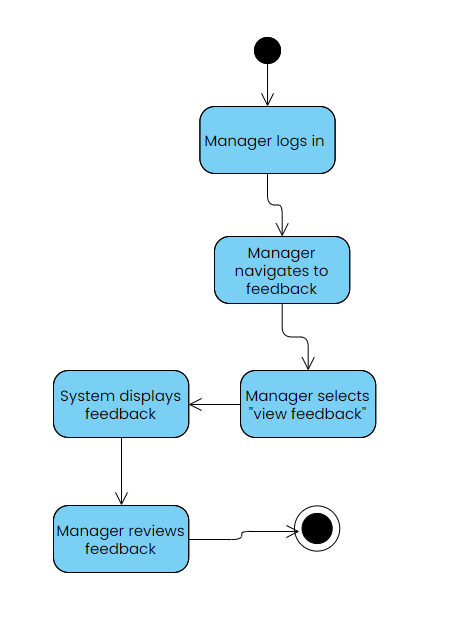 Manager logs in
Manager
navigates to
feedback
Manager selects
"view feedback"
System displays
feedback
Manager reviews
feedback